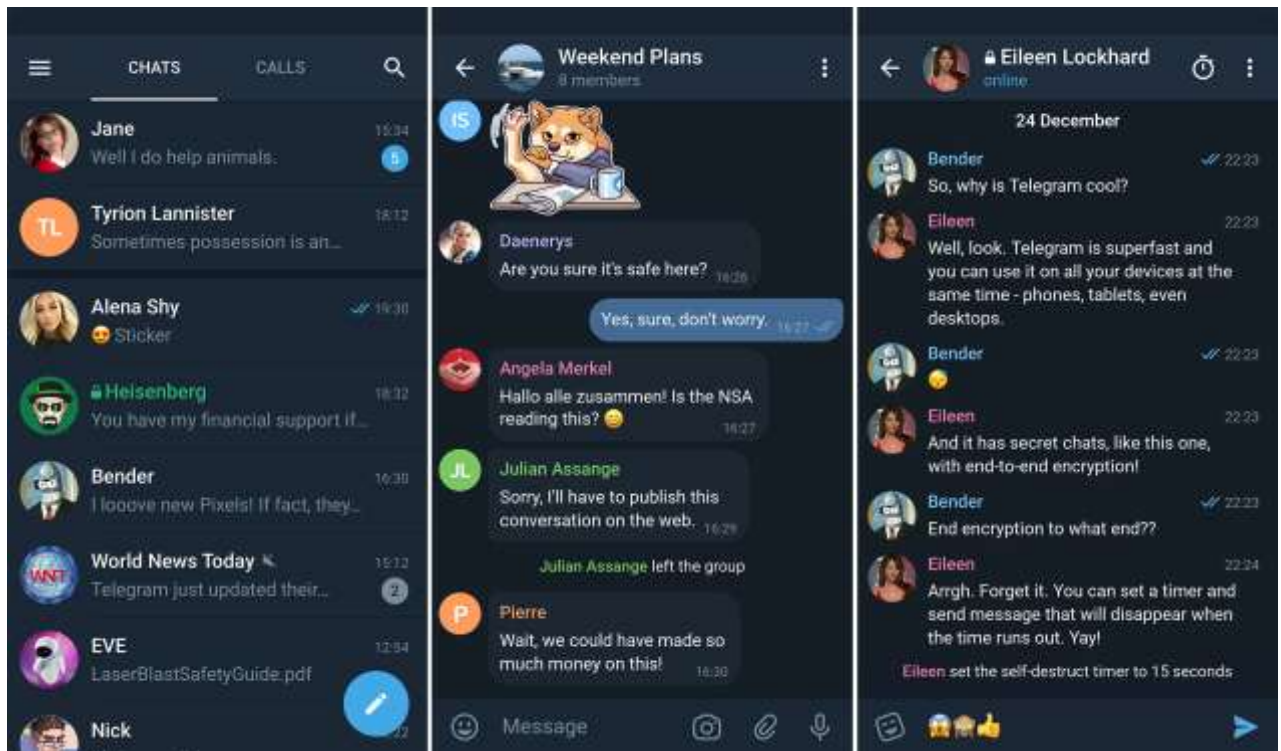 CHATS CALLS
Jane 15:34
Well I do help animals. 5
TL Tyrion Lannister 18:12
Sometimes possession is an...
Alena Shy 19:30
😍 Sticker
Heisenberg 18:32
You have my financial support if...
Bender 16:30
I looove new Pixels! If fact, they...
WNT World News Today 15:12
Telegram just updated their... 2
EVE 12:54
LaserBlastSafetyGuide.pdf
Nick
Weekend Plans
8 members
IS
Daenerys
Are you sure it's safe here? 16:26
Yes, sure, don't worry. 16:27
Angela Merkel
Hallo alle zusammen! Is the NSA
reading this? 😊 16:27
JL Julian Assange
Sorry, I'll have to publish this
conversation on the web. 16:29
Julian Assange left the group
P Pierre
Wait, we could have made so
much money on this! 16:30
Message
Eileen Lockhard
online
24 December
Bender 22:23
So, why is Telegram cool?
Eileen 22:23
Well, look. Telegram is superfast and
you can use it on all your devices at the
same time - phones, tablets, even
desktops.
Bender 22:23
Eileen 22:23
And it has secret chats, like this one,
with end-to-end encryption!
Bender 22:23
End encryption to what end??
Eileen 22:24
Arrgh. Forget it. You can set a timer and
send message that will disappear when
the time runs out. Yay!
Eileen set the self-destruct timer to 15 seconds
😱🙈👍